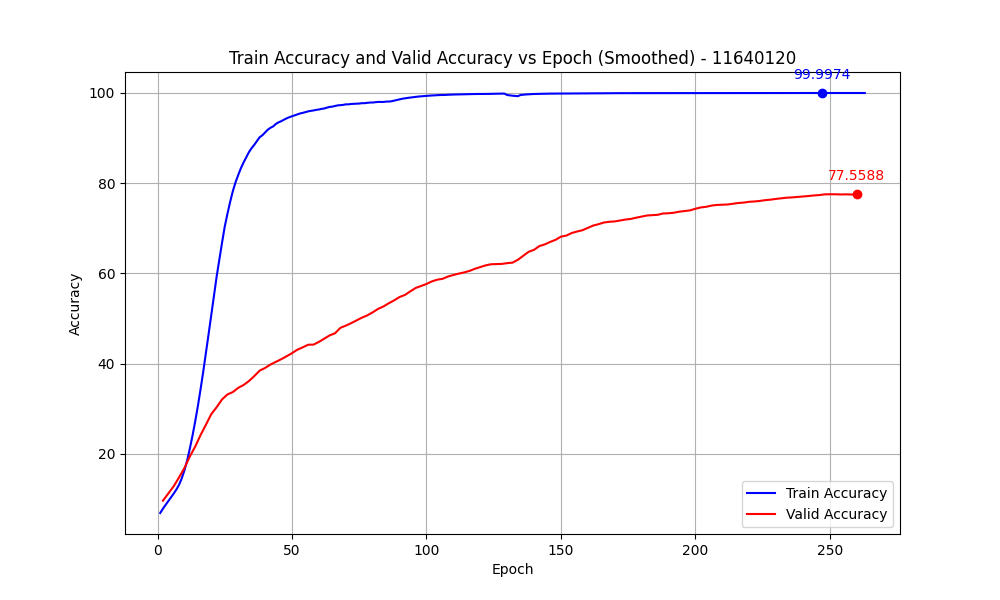 Train Accuracy and Valid Accuracy vs Epoch (Smoothed) - 11640120
99.9974
77.5588
100
80
60
40
20
Accuracy
0 50 100 150 200 250
Epoch
Train Accuracy
Valid Accuracy